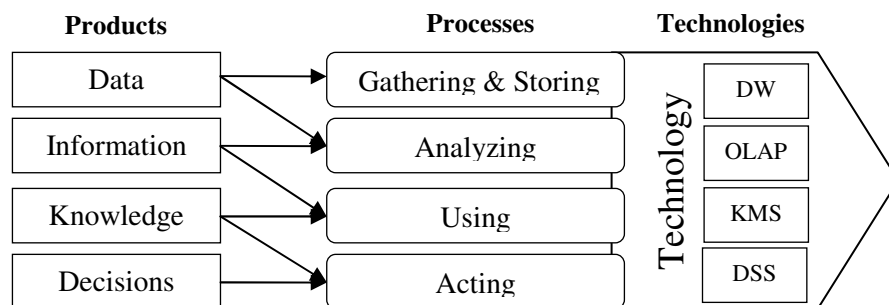 Products
Processes
Technologies
Data
Gathering & Storing
DW
Information
Analyzing
OLAP
Technology
Knowledge
Using
KMS
Decisions
Acting
DSS